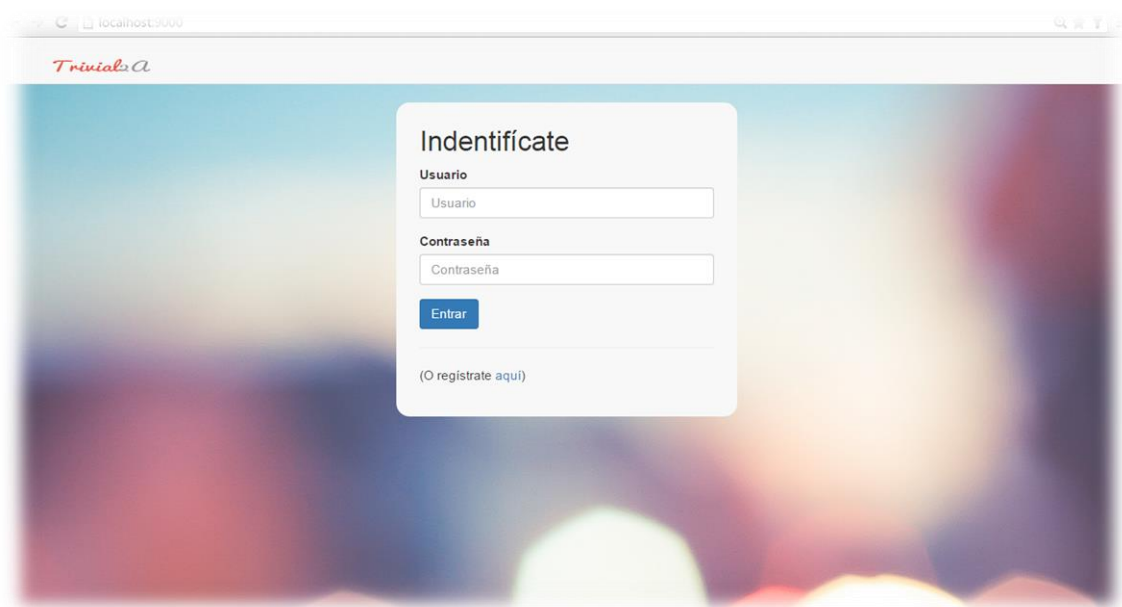 localhost:9000
Trivial2a
Indentifícate
Usuario
Usuario
Contraseña
Contraseña
Entrar
(O regístrate aquí)